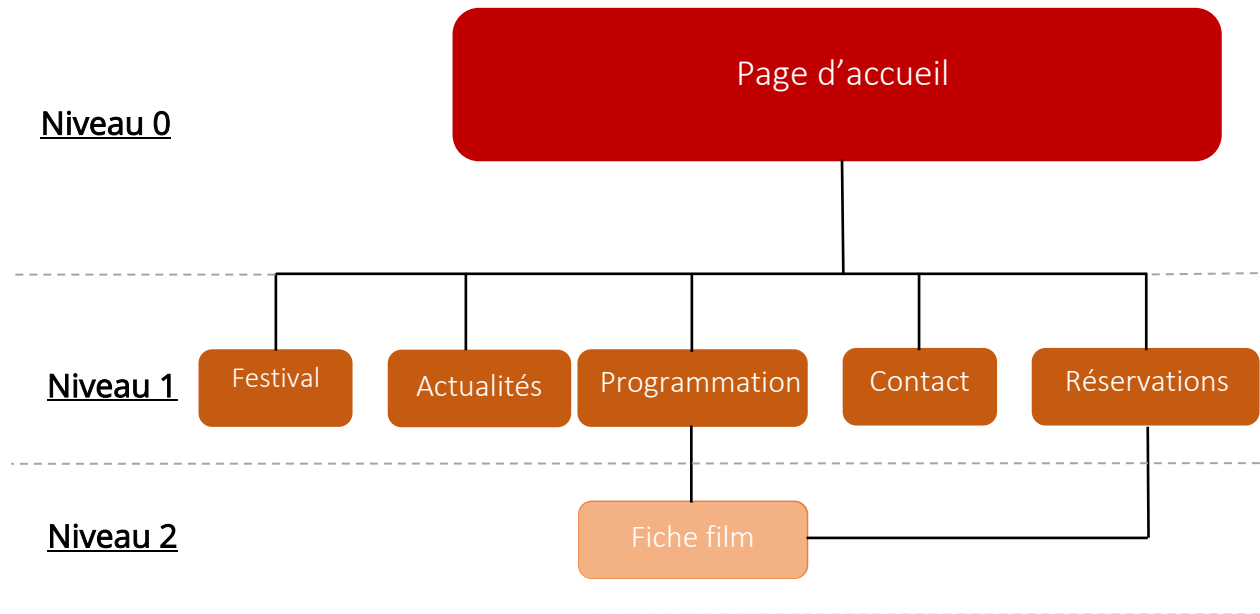 Page d’accueil
Niveau 0
Niveau 1
Festival
Actualités
Programmation
Contact
Réservations
Niveau 2
Fiche film